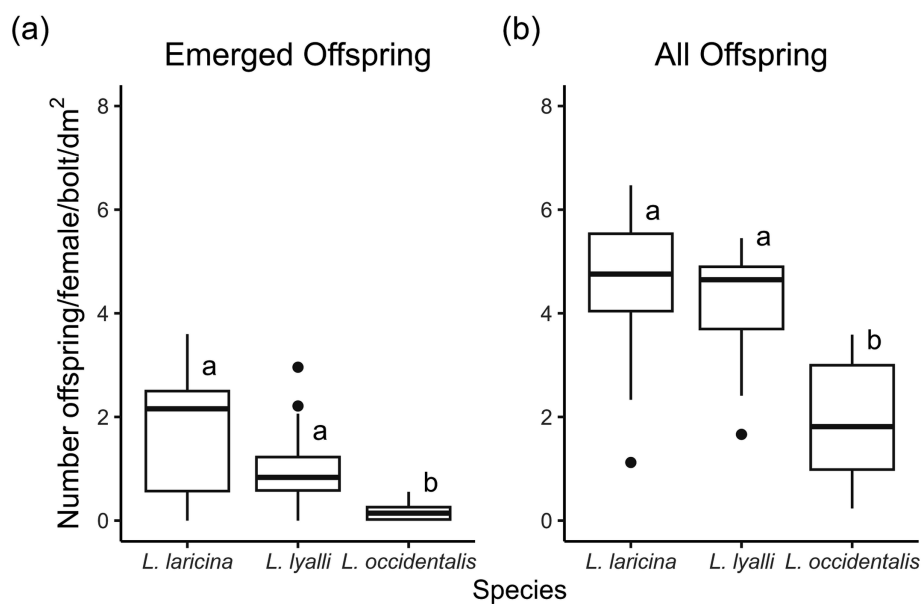 (a)
Emerged Offspring
Number offspring/female/bolt/dm²
8
6
4
2
0
a
a
b
L. laricina L. lyalli L. occidentalis
(b)
All Offspring
8
6
4
2
0
a
a
b
L. laricina L. lyalli L. occidentalis
Species